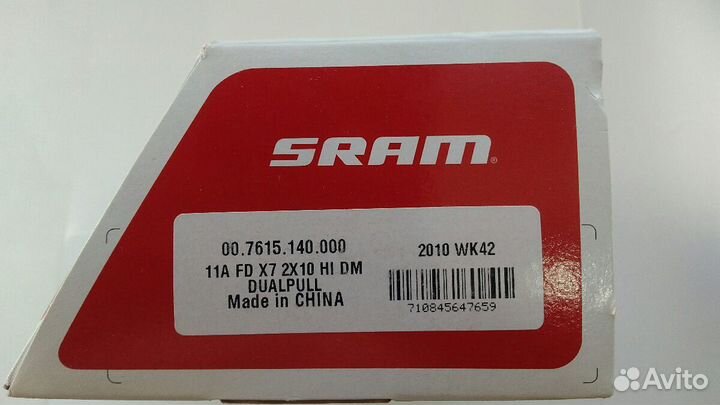 SRAM®
00.7615.140.000
11A FD X7 2X10 HI DM
DUALPULL
Made in CHINA
2010 WK42
710845647659
Avito